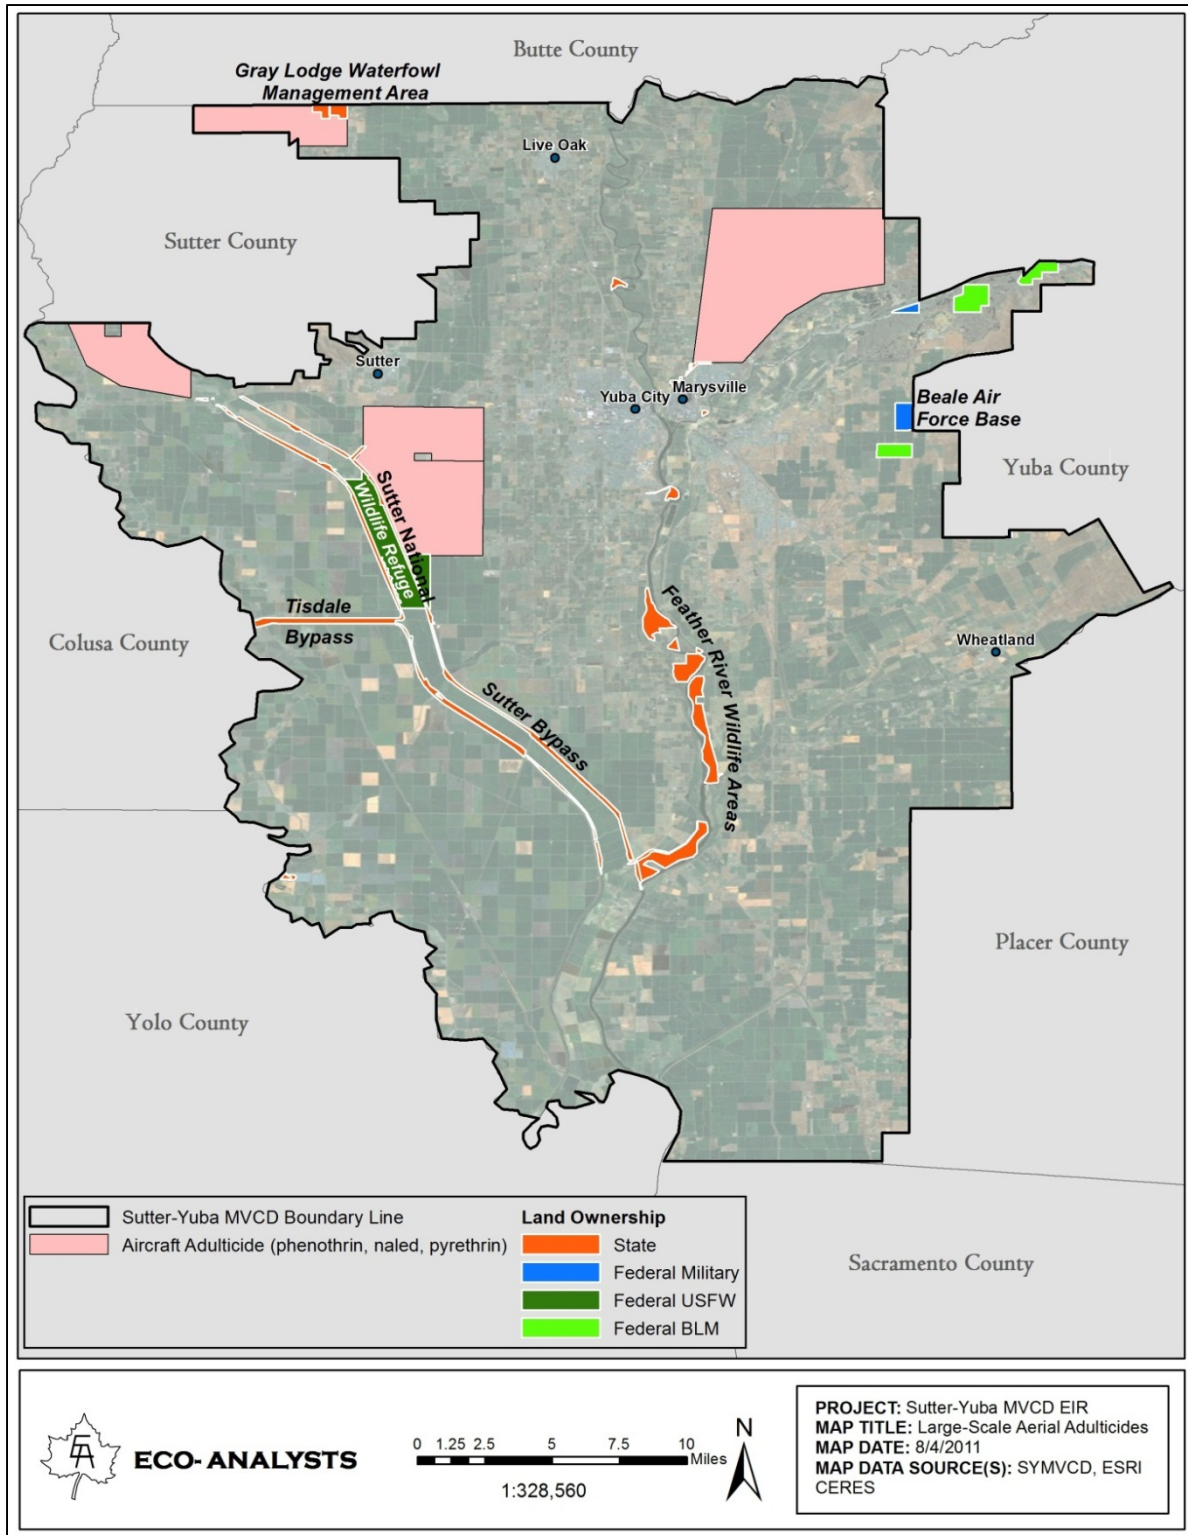 Butte County
Gray Lodge Waterfowl
Management Area
Live Oak
Sutter County
Sutter
Yuba City
Marysville
Beale Air
Force Base
Yuba County
Sutter National
Wildlife Refuge
Tisdale
Bypass
Colusa County
Feather River Wildlife Areas
Wheatland
Sutter Bypass
Placer County
Yolo County
Sutter-Yuba MVCD Boundary Line
Aircraft Adulticide (phenothrin, naled, pyrethrin)
Land Ownership
State
Federal Military
Federal USFW
Federal BLM
Sacramento County
EA
ECO-ANALYSTS
0 1.25 2.5 5 7.5 10
Miles
1:328,560
N
PROJECT: Sutter-Yuba MVCD EIR
MAP TITLE: Large-Scale Aerial Adulticides
MAP DATE: 8/4/2011
MAP DATA SOURCE(S): SYMVCD, ESRI
CERES